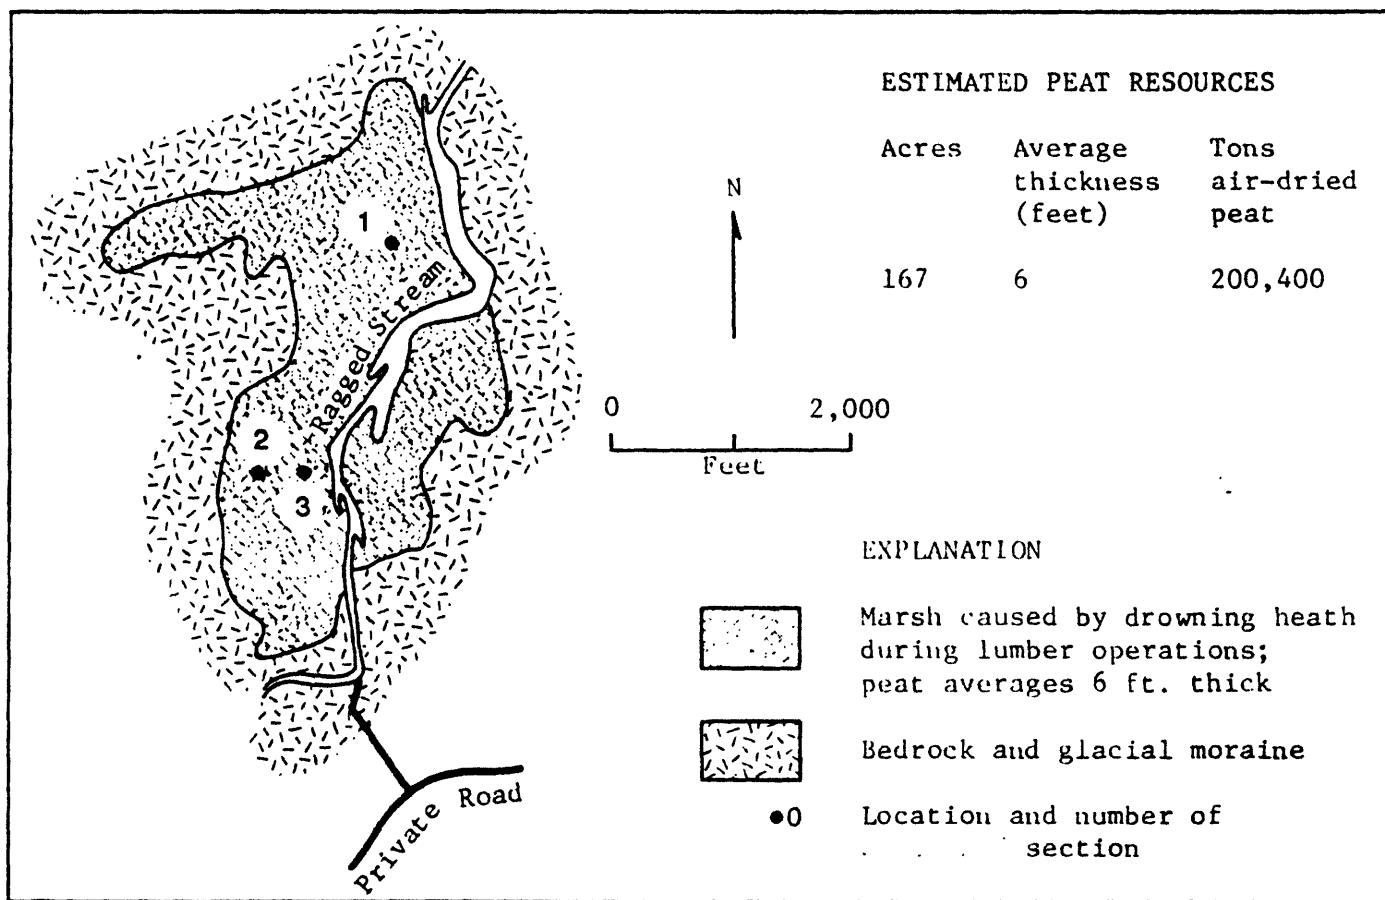 ESTIMATED PEAT RESOURCES
Acres Average Tons
thickness air-dried
(feet) peat
167 6 200,400
N
0 2,000
Feet
1
Ragged Stream
2
3
Private Road
EXPLANATION
Marsh caused by drowning heath
during lumber operations;
peat averages 6 ft. thick
Bedrock and glacial moraine
●0 Location and number of
section